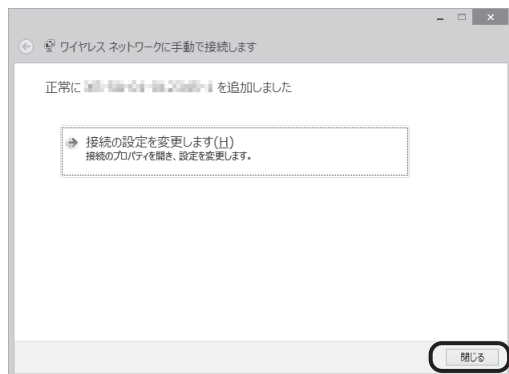 ワイヤレス ネットワークに手動で接続します
正常に を追加しました
接続の設定を変更します(H)
接続のプロパティを開き、設定を変更します。
閉じる